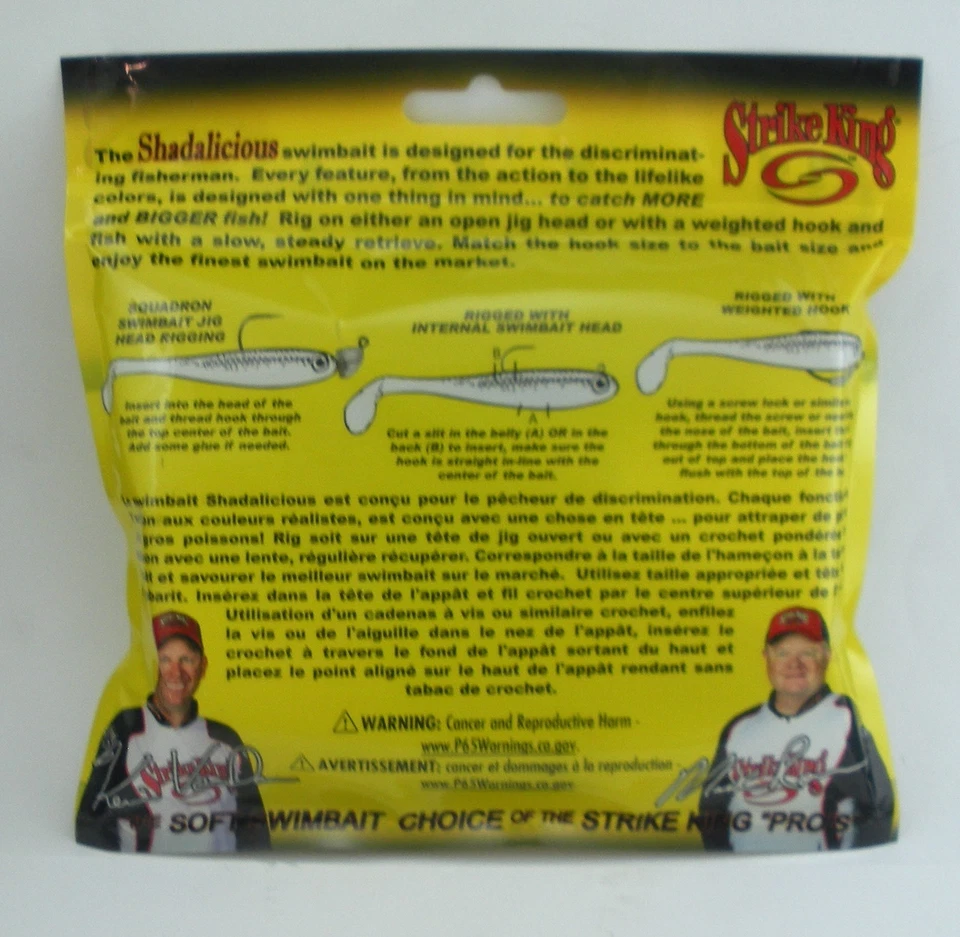 Strike King
The Shadalicious swimbait is designed for the discriminat-
ing fisherman. Every feature, from the action to the lifelike
colors, is designed with one thing in mind... to catch MORE
and BIGGER fish! Rig on either an open jig head or with a weighted hook and
fish with a slow, steady retrieve. Match the hook size to the bait size and
enjoy the finest swimbait on the market.
SQUADRON
SWIMBAIT JIG
HEAD RIGGING
Insert into the head of the
bait and thread hook through
the top center of the bait.
Add some glue if needed.
RIGGED WITH
INTERNAL SWIMBAIT HEAD
B
A
Cut a slit in the belly (A) OR in the
back (B) to insert, make sure the
hook is straight in-line with the
center of the bait.
RIGGED WITH
WEIGHTED HOOK
Using a screw lock or
hook, thread the screw or
the nose of the bait, insert
through the bottom of the
out of top and place the
flush with the top of the
swimbait Shadalicious est conçu pour le pêcheur de discrimination. Chaque
aux couleurs réalistes, est conçu avec une chose en tête ... pour attraper
gros poissons! Rig soit sur une tête de jig ouvert ou avec un crochet
avec une lente, régulière récupérer. Correspondre à la taille de l'hameçon à la
et savourer le meilleur swimbait sur le marché. Utilisez taille appropriée et
Insérez dans la tête de l'appât et fil crochet par le centre supérieur
Utilisation d'un cadenas à vis ou similaire crochet, enfilez
la vis ou de l'aiguille dans le nez de l'appât, insérez le
crochet à travers le fond de l'appât sortant du haut et
placez le point aligné sur le haut de l'appât rendant sans
tabac de crochet.
WARNING: Cancer and Reproductive Harm -
www.P65Warnings.ca.gov.
AVERTISSEMENT: cancer et dommages à la reproduction -
www.P65Warnings.ca.gov.
Strike King
Strike King
SOFT SWIMBAIT CHOICE OF THE STRIKE KING "PRO'S"